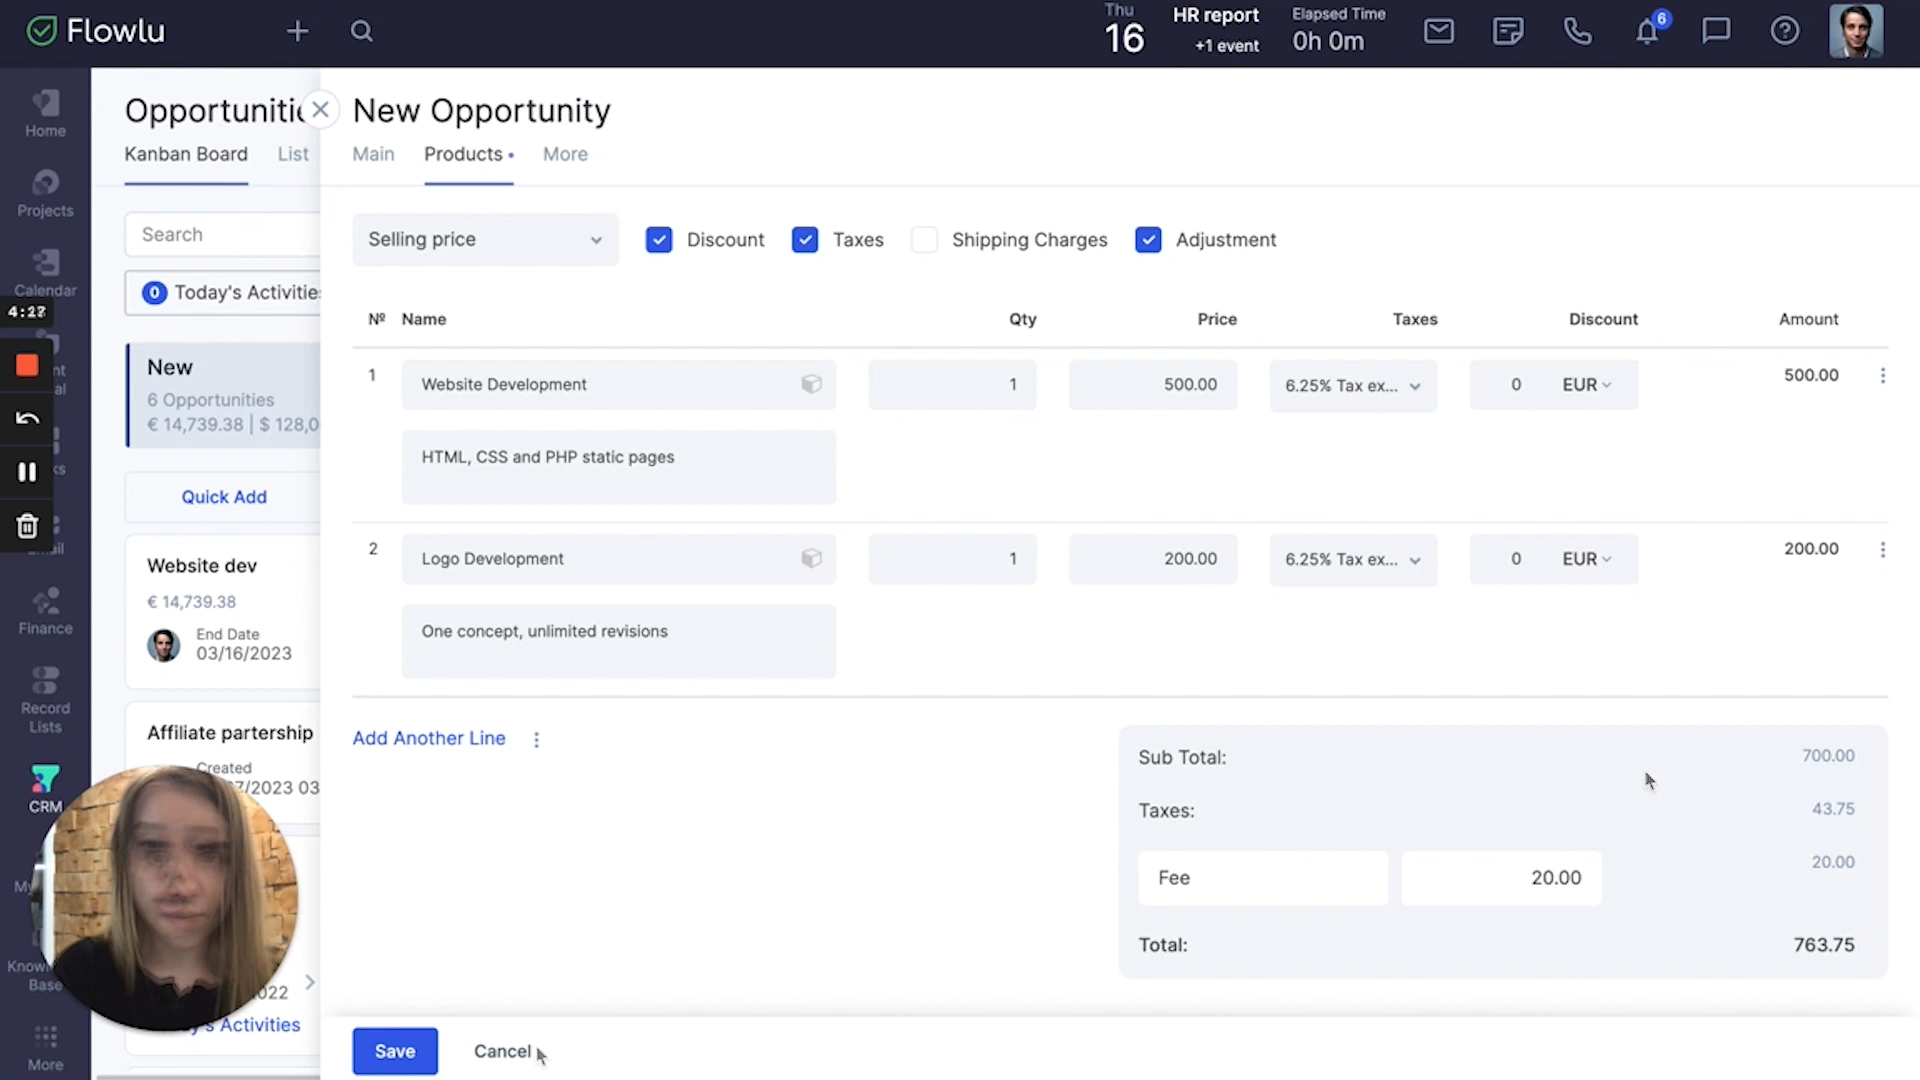 Flowlu
Thu
16
HR report
+1 event
Elapsed Time
0h 0m
6
Home
Projects
Calendar
4:2
Finance
Record
Lists
CRM
Base
More
Opportuniti
Kanban Board
List
Search
0 Today's Activitie
New
6 Opportunities
€ 14,739.38 | $ 128,0
Quick Add
Website dev
€ 14,739.38
End Date
03/16/2023
Affiliate partership
Created
7/2023 03
022
y's Activities
New Opportunity
Main
Products •
More
Selling price
Discount
Taxes
Shipping Charges
Adjustment
Nº Name Qty Price Taxes Discount Amount
1 Website Development 1 500.00 6.25% Tax ex... 0 EUR 500.00
HTML, CSS and PHP static pages
2 Logo Development 1 200.00 6.25% Tax ex... 0 EUR 200.00
One concept, unlimited revisions
Add Another Line
Sub Total: 700.00
Taxes: 43.75
Fee 20.00 20.00
Total: 763.75
Save
Cancel